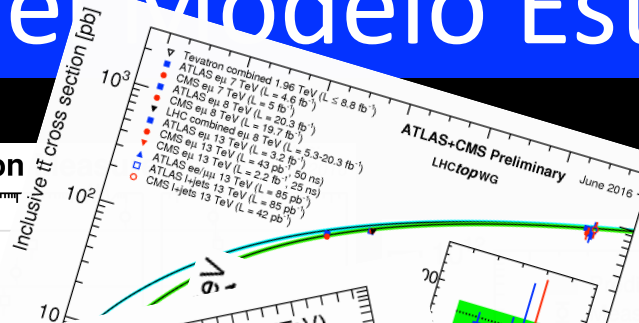 el Modelo Est
Inclusive tt̄ cross section [pb]
10³
10²
10
Tevatron combined 1.96 TeV (L ≤ 8.8 fb⁻¹)
ATLAS eμ 7 TeV (L = 4.6 fb⁻¹)
CMS eμ 7 TeV (L = 5 fb⁻¹)
ATLAS eμ 8 TeV (L = 20.3 fb⁻¹)
CMS eμ 8 TeV (L = 19.7 fb⁻¹)
LHC combined eμ 8 TeV (L = 5.3-20.3 fb⁻¹)
ATLAS eμ 13 TeV (L = 3.2 fb⁻¹)
CMS eμ 13 TeV (L = 43 pb⁻¹, 50 ns)
CMS eμ 13 TeV (L = 2.2 fb⁻¹, 25 ns)
ATLAS ee/μμ 13 TeV (L = 85 pb⁻¹)
ATLAS l+jets 13 TeV (L = 85 pb⁻¹)
CMS l+jets 13 TeV (L = 42 pb⁻¹)
ATLAS+CMS Preliminary
LHCtopWG
June 2016
on